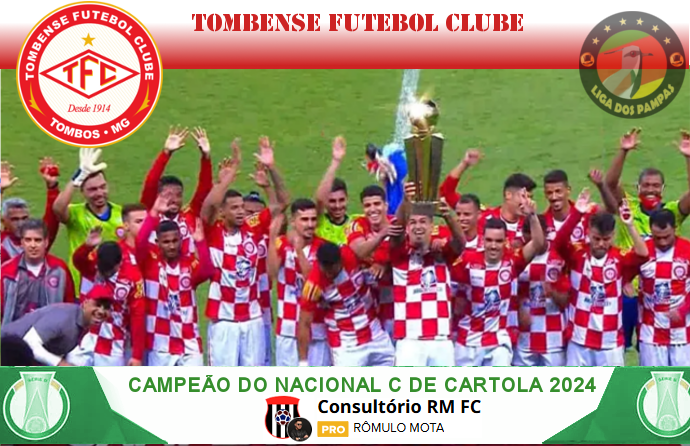 TOMBENSE FUTEBOL CLUBE
TOMBENSE FUTEBOL CLUBE
TFC
Desde 1914
TOMBOS • MG
LIGA DOS PAMPAS
CAMPEÃO DO NACIONAL C DE CARTOLA 2024
Consultório RM FC
PRO RÔMULO MOTA